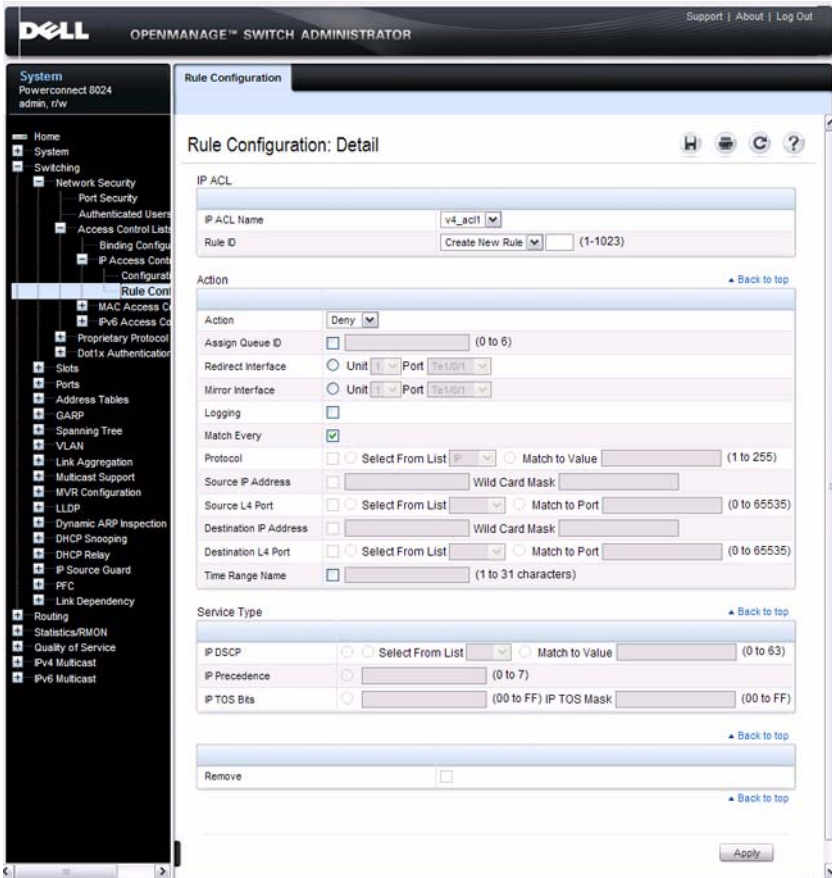 DELL
OPENMANAGE™ SWITCH ADMINISTRATOR
Support | About | Log Out
System
Powerconnect 8024
admin, r/w
Home
System
Switching
Network Security
Port Security
Authenticated Users
Access Control Lists
Binding Configu
IP Access Cont
Configurati
Rule Conf
MAC Access C
IPv6 Access Co
Proprietary Protocol
Dot1x Authentication
Slots
Ports
Address Tables
GARP
Spanning Tree
VLAN
Link Aggregation
Multicast Support
MVR Configuration
LLDP
Dynamic ARP Inspection
DHCP Snooping
DHCP Relay
IP Source Guard
PFC
Link Dependency
Routing
Statistics/RMON
Quality of Service
IPv4 Multicast
IPv6 Multicast
Rule Configuration
Rule Configuration: Detail
IP ACL
IP ACL Name v4_acl1
Rule ID Create New Rule (1-1023)
Action Back to top
Action Deny
Assign Queue ID (0 to 6)
Redirect Interface Unit 1 Port Te1/0/1
Mirror Interface Unit 1 Port Te1/0/1
Logging
Match Every
Protocol Select From List IP Match to Value (1 to 255)
Source IP Address Wild Card Mask
Source L4 Port Select From List Match to Port (0 to 65535)
Destination IP Address Wild Card Mask
Destination L4 Port Select From List Match to Port (0 to 65535)
Time Range Name (1 to 31 characters)
Service Type Back to top
IP DSCP Select From List Match to Value (0 to 63)
IP Precedence (0 to 7)
IP TOS Bits (00 to FF) IP TOS Mask (00 to FF)
Back to top
Remove
Back to top
Apply